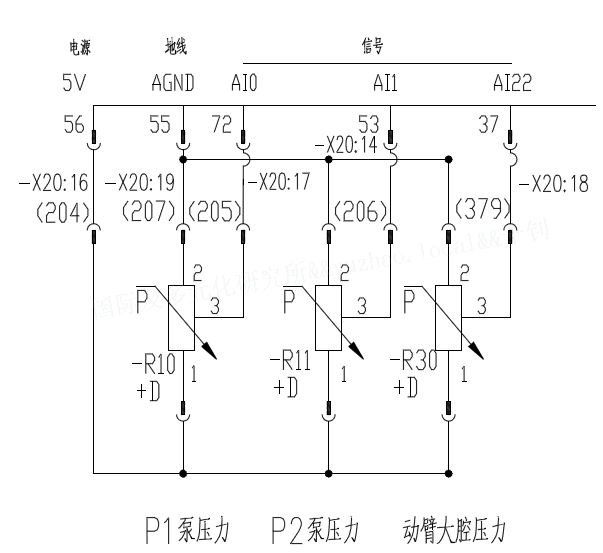 电源 地线 信号
5V AGND AI0 AI1 AI22
56 55 72 53 37
-X20:14
-X20:16 -X20:19 -X20:17 -X20:18
(204) (207) (205) (206) (379)
2 2 2
P P P
3 3 3
-R10 -R11 -R30
1 1 1
+D +D +D
P1泵压力 P2泵压力 动臂大腔压力